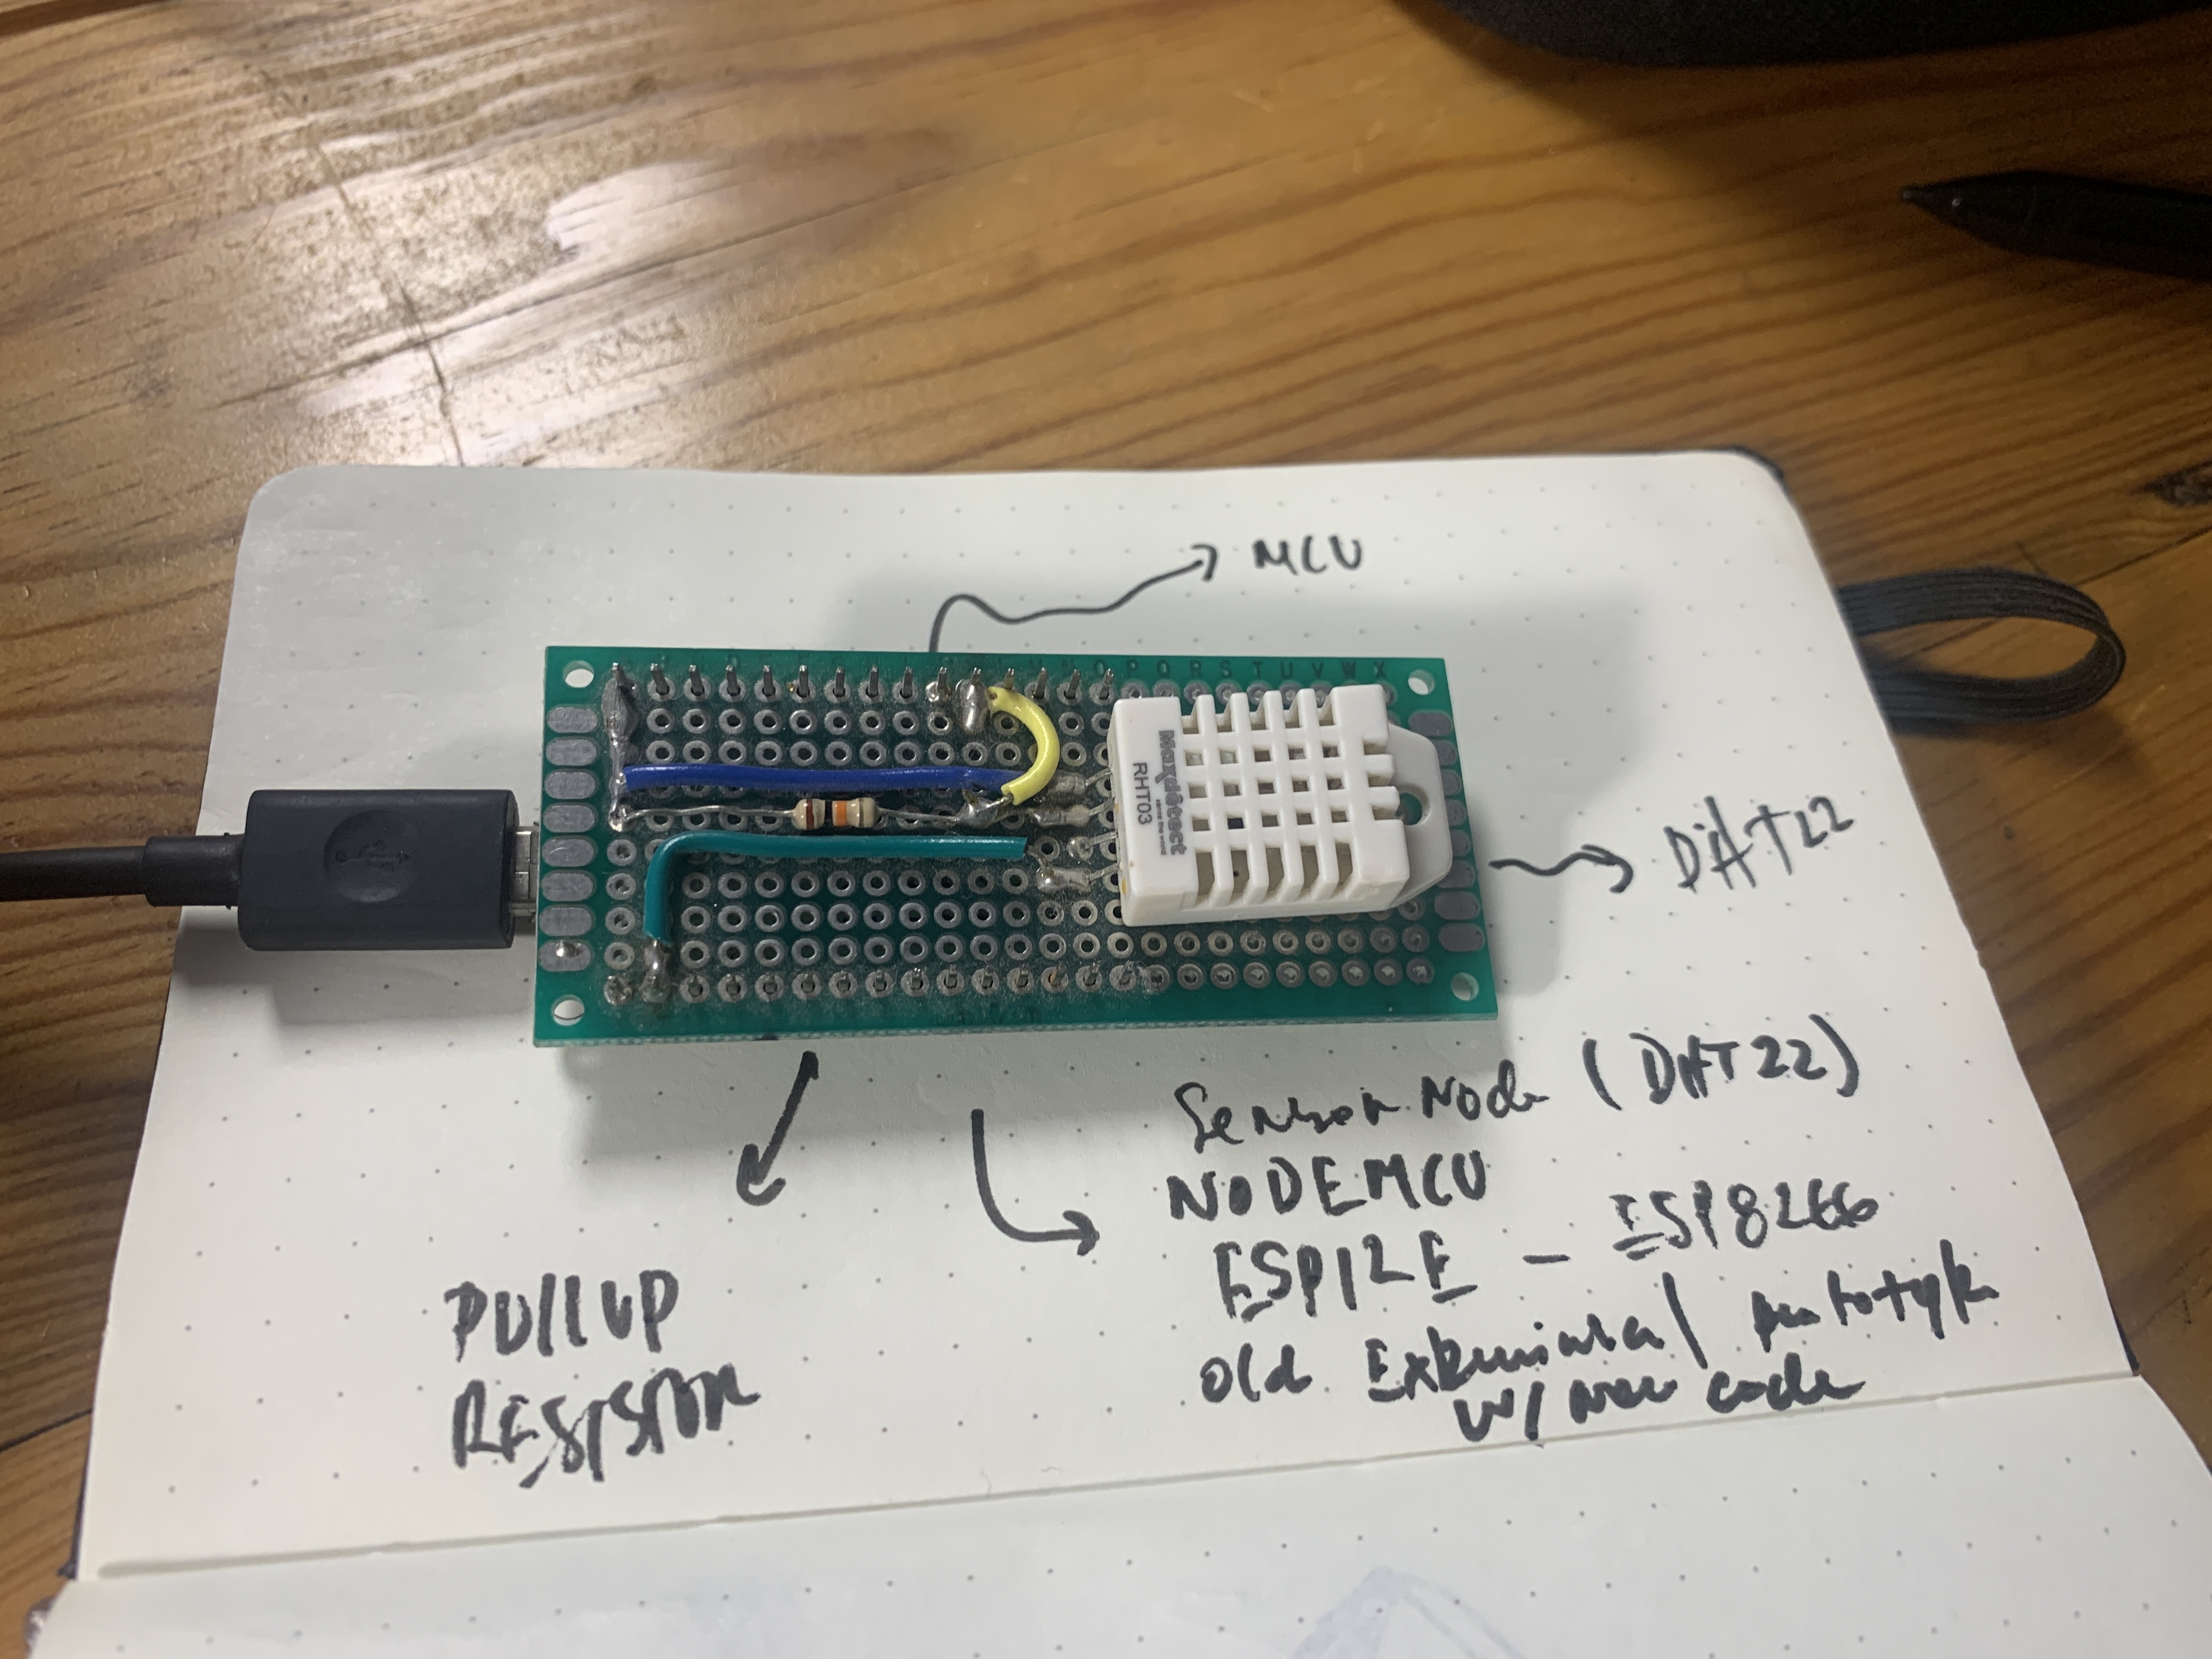 MCU
O P Q R S T U V W X
MaxDetect
RHT03
DHT22
Sensor Node (DHT22)
NODEMCU
ESP12E - ESP8266
Old Experimental prototype
w/ new code
PULLUP
RESISTOR